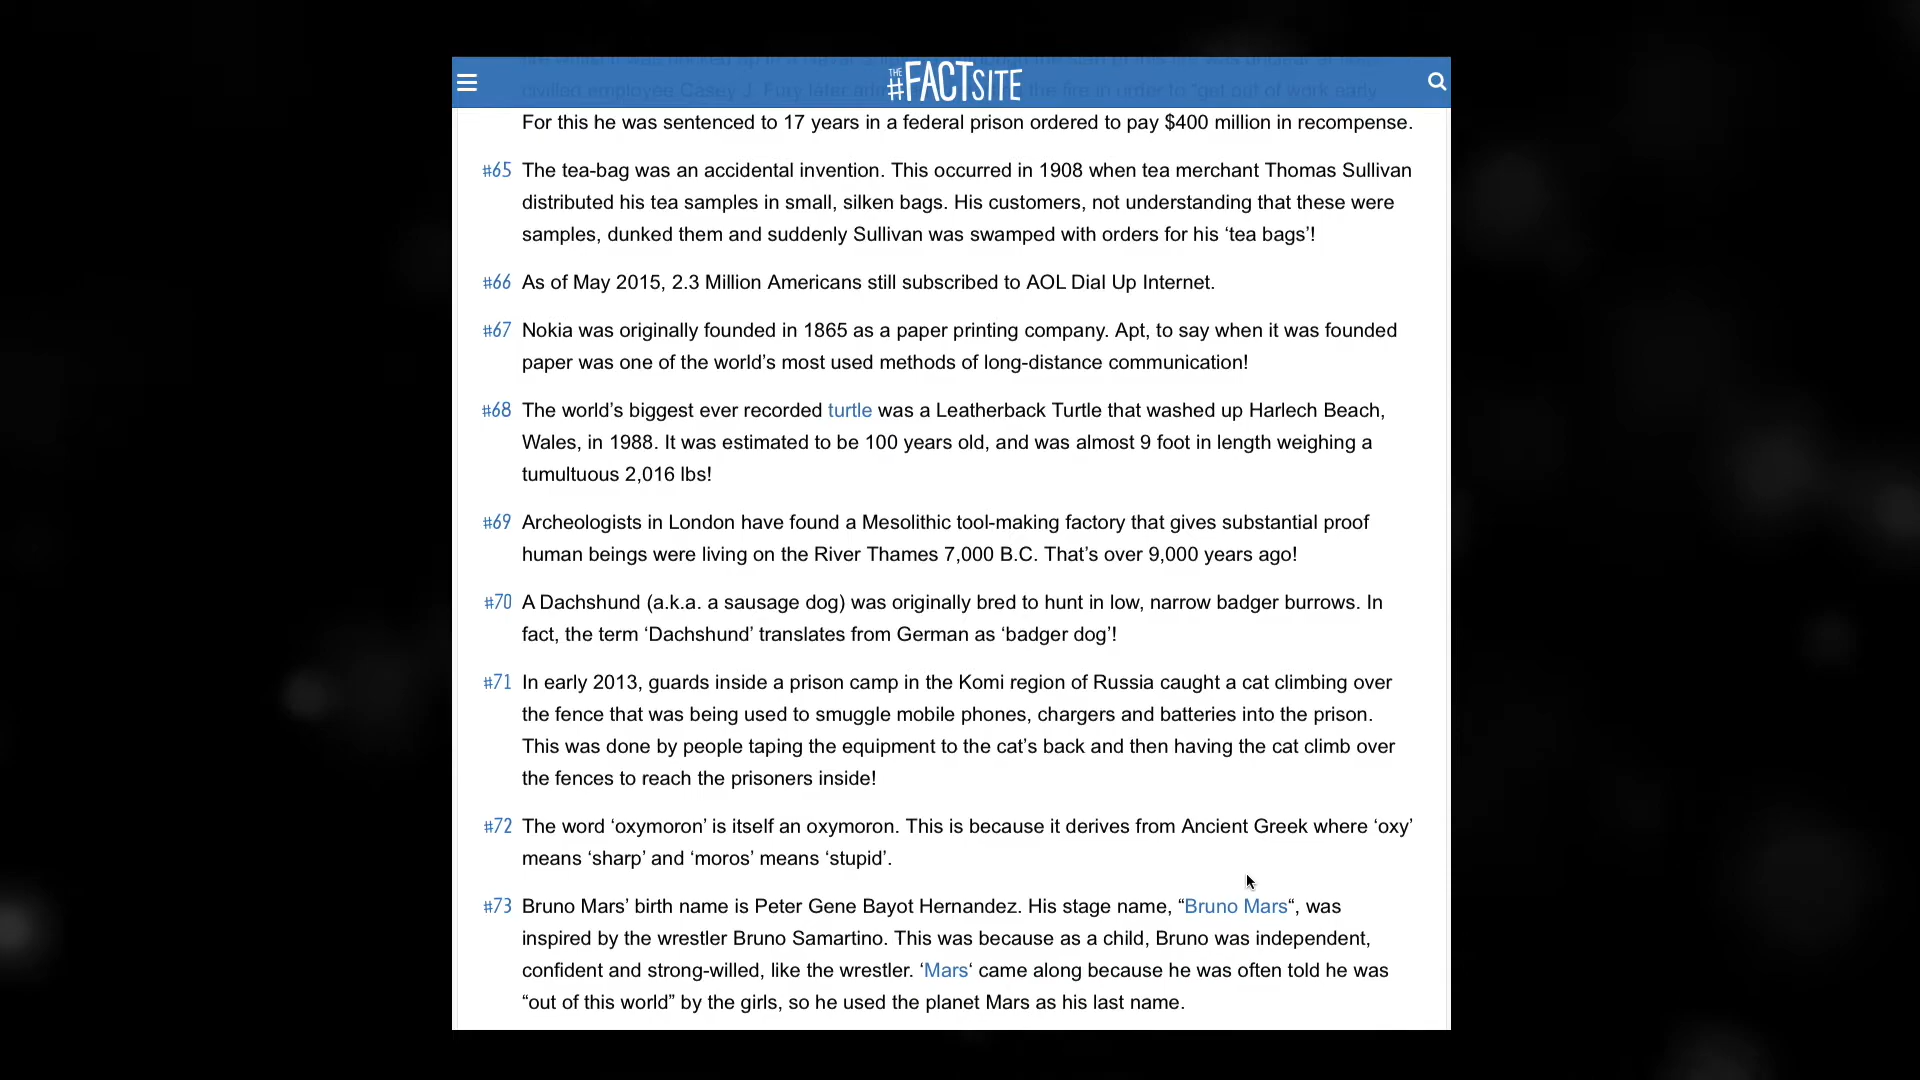 THE #FACTSITE
civilied employee Casey J. Fury later the fire in order to "get out of work early
For this he was sentenced to 17 years in a federal prison ordered to pay $400 million in recompense.
#65 The tea-bag was an accidental invention. This occurred in 1908 when tea merchant Thomas Sullivan
distributed his tea samples in small, silken bags. His customers, not understanding that these were
samples, dunked them and suddenly Sullivan was swamped with orders for his ‘tea bags’!
#66 As of May 2015, 2.3 Million Americans still subscribed to AOL Dial Up Internet.
#67 Nokia was originally founded in 1865 as a paper printing company. Apt, to say when it was founded
paper was one of the world’s most used methods of long-distance communication!
#68 The world’s biggest ever recorded turtle was a Leatherback Turtle that washed up Harlech Beach,
Wales, in 1988. It was estimated to be 100 years old, and was almost 9 foot in length weighing a
tumultuous 2,016 lbs!
#69 Archeologists in London have found a Mesolithic tool-making factory that gives substantial proof
human beings were living on the River Thames 7,000 B.C. That’s over 9,000 years ago!
#70 A Dachshund (a.k.a. a sausage dog) was originally bred to hunt in low, narrow badger burrows. In
fact, the term ‘Dachshund’ translates from German as ‘badger dog’!
#71 In early 2013, guards inside a prison camp in the Komi region of Russia caught a cat climbing over
the fence that was being used to smuggle mobile phones, chargers and batteries into the prison.
This was done by people taping the equipment to the cat’s back and then having the cat climb over
the fences to reach the prisoners inside!
#72 The word ‘oxymoron’ is itself an oxymoron. This is because it derives from Ancient Greek where ‘oxy’
means ‘sharp’ and ‘moros’ means ‘stupid’.
#73 Bruno Mars’ birth name is Peter Gene Bayot Hernandez. His stage name, “Bruno Mars“, was
inspired by the wrestler Bruno Samartino. This was because as a child, Bruno was independent,
confident and strong-willed, like the wrestler. ‘Mars‘ came along because he was often told he was
“out of this world” by the girls, so he used the planet Mars as his last name.